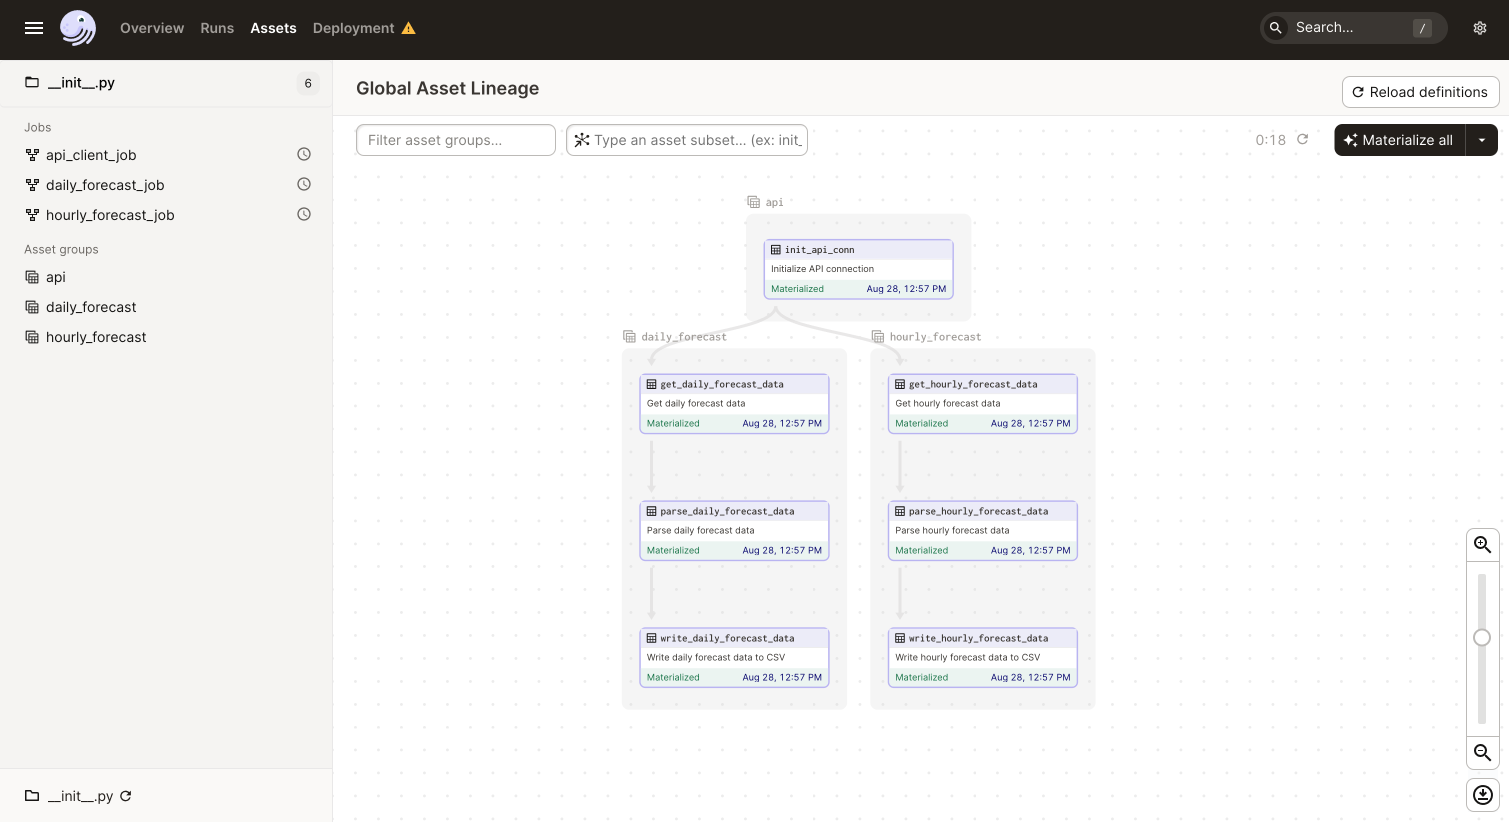 Overview Runs Assets Deployment
Search... /
__init__.py 6
Jobs
api_client_job
daily_forecast_job
hourly_forecast_job
Asset groups
api
daily_forecast
hourly_forecast
__init__.py
Global Asset Lineage
Reload definitions
Filter asset groups...
Type an asset subset... (ex: init_
0:18
Materialize all
api
init_api_conn
Initialize API connection
Materialized Aug 28, 12:57 PM
daily_forecast
hourly_forecast
get_daily_forecast_data
Get daily forecast data
Materialized Aug 28, 12:57 PM
get_hourly_forecast_data
Get hourly forecast data
Materialized Aug 28, 12:57 PM
parse_daily_forecast_data
Parse daily forecast data
Materialized Aug 28, 12:57 PM
parse_hourly_forecast_data
Parse hourly forecast data
Materialized Aug 28, 12:57 PM
write_daily_forecast_data
Write daily forecast data to CSV
Materialized Aug 28, 12:57 PM
write_hourly_forecast_data
Write hourly forecast data to CSV
Materialized Aug 28, 12:57 PM